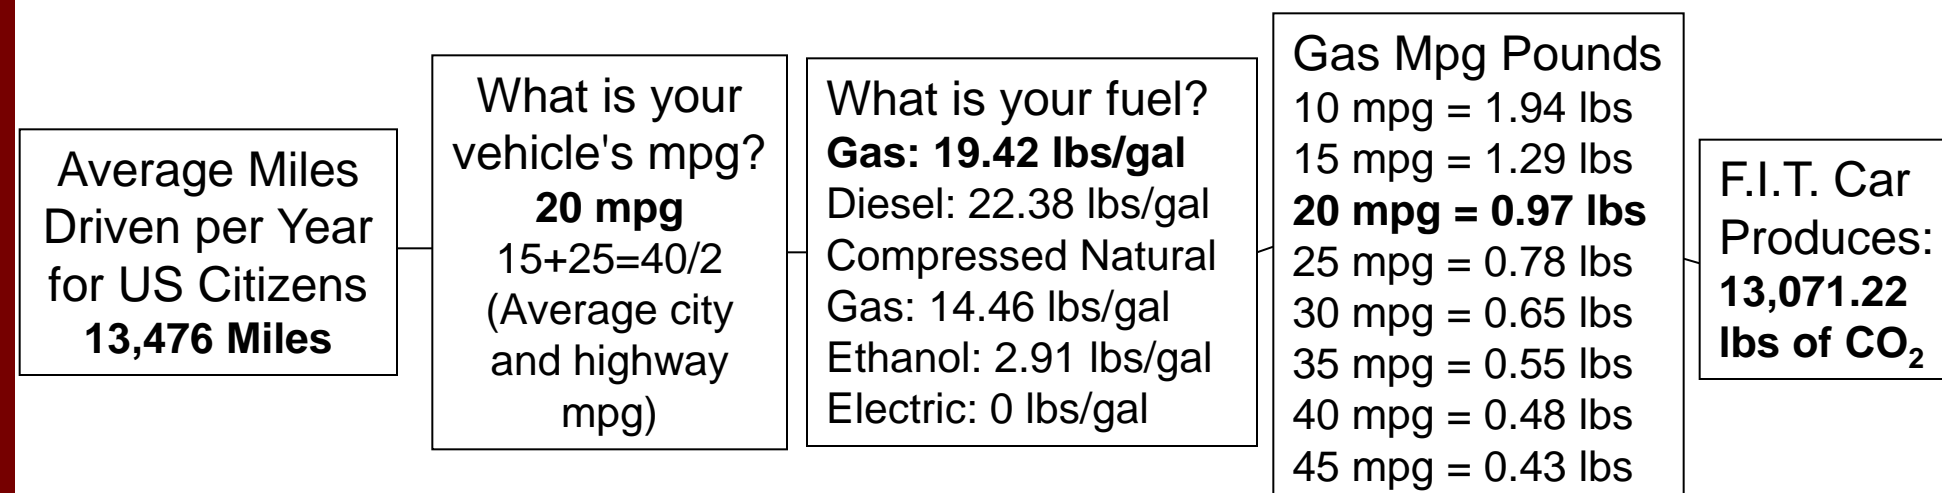 Average Miles
Driven per Year
for US Citizens
13,476 Miles
What is your
vehicle's mpg?
20 mpg
15+25=40/2
(Average city
and highway
mpg)
What is your fuel?
Gas: 19.42 lbs/gal
Diesel: 22.38 lbs/gal
Compressed Natural
Gas: 14.46 lbs/gal
Ethanol: 2.91 lbs/gal
Electric: 0 lbs/gal
Gas Mpg Pounds
10 mpg = 1.94 lbs
15 mpg = 1.29 lbs
20 mpg = 0.97 lbs
25 mpg = 0.78 lbs
30 mpg = 0.65 lbs
35 mpg = 0.55 lbs
40 mpg = 0.48 lbs
45 mpg = 0.43 lbs
F.I.T. Car
Produces:
13,071.22
lbs of CO₂